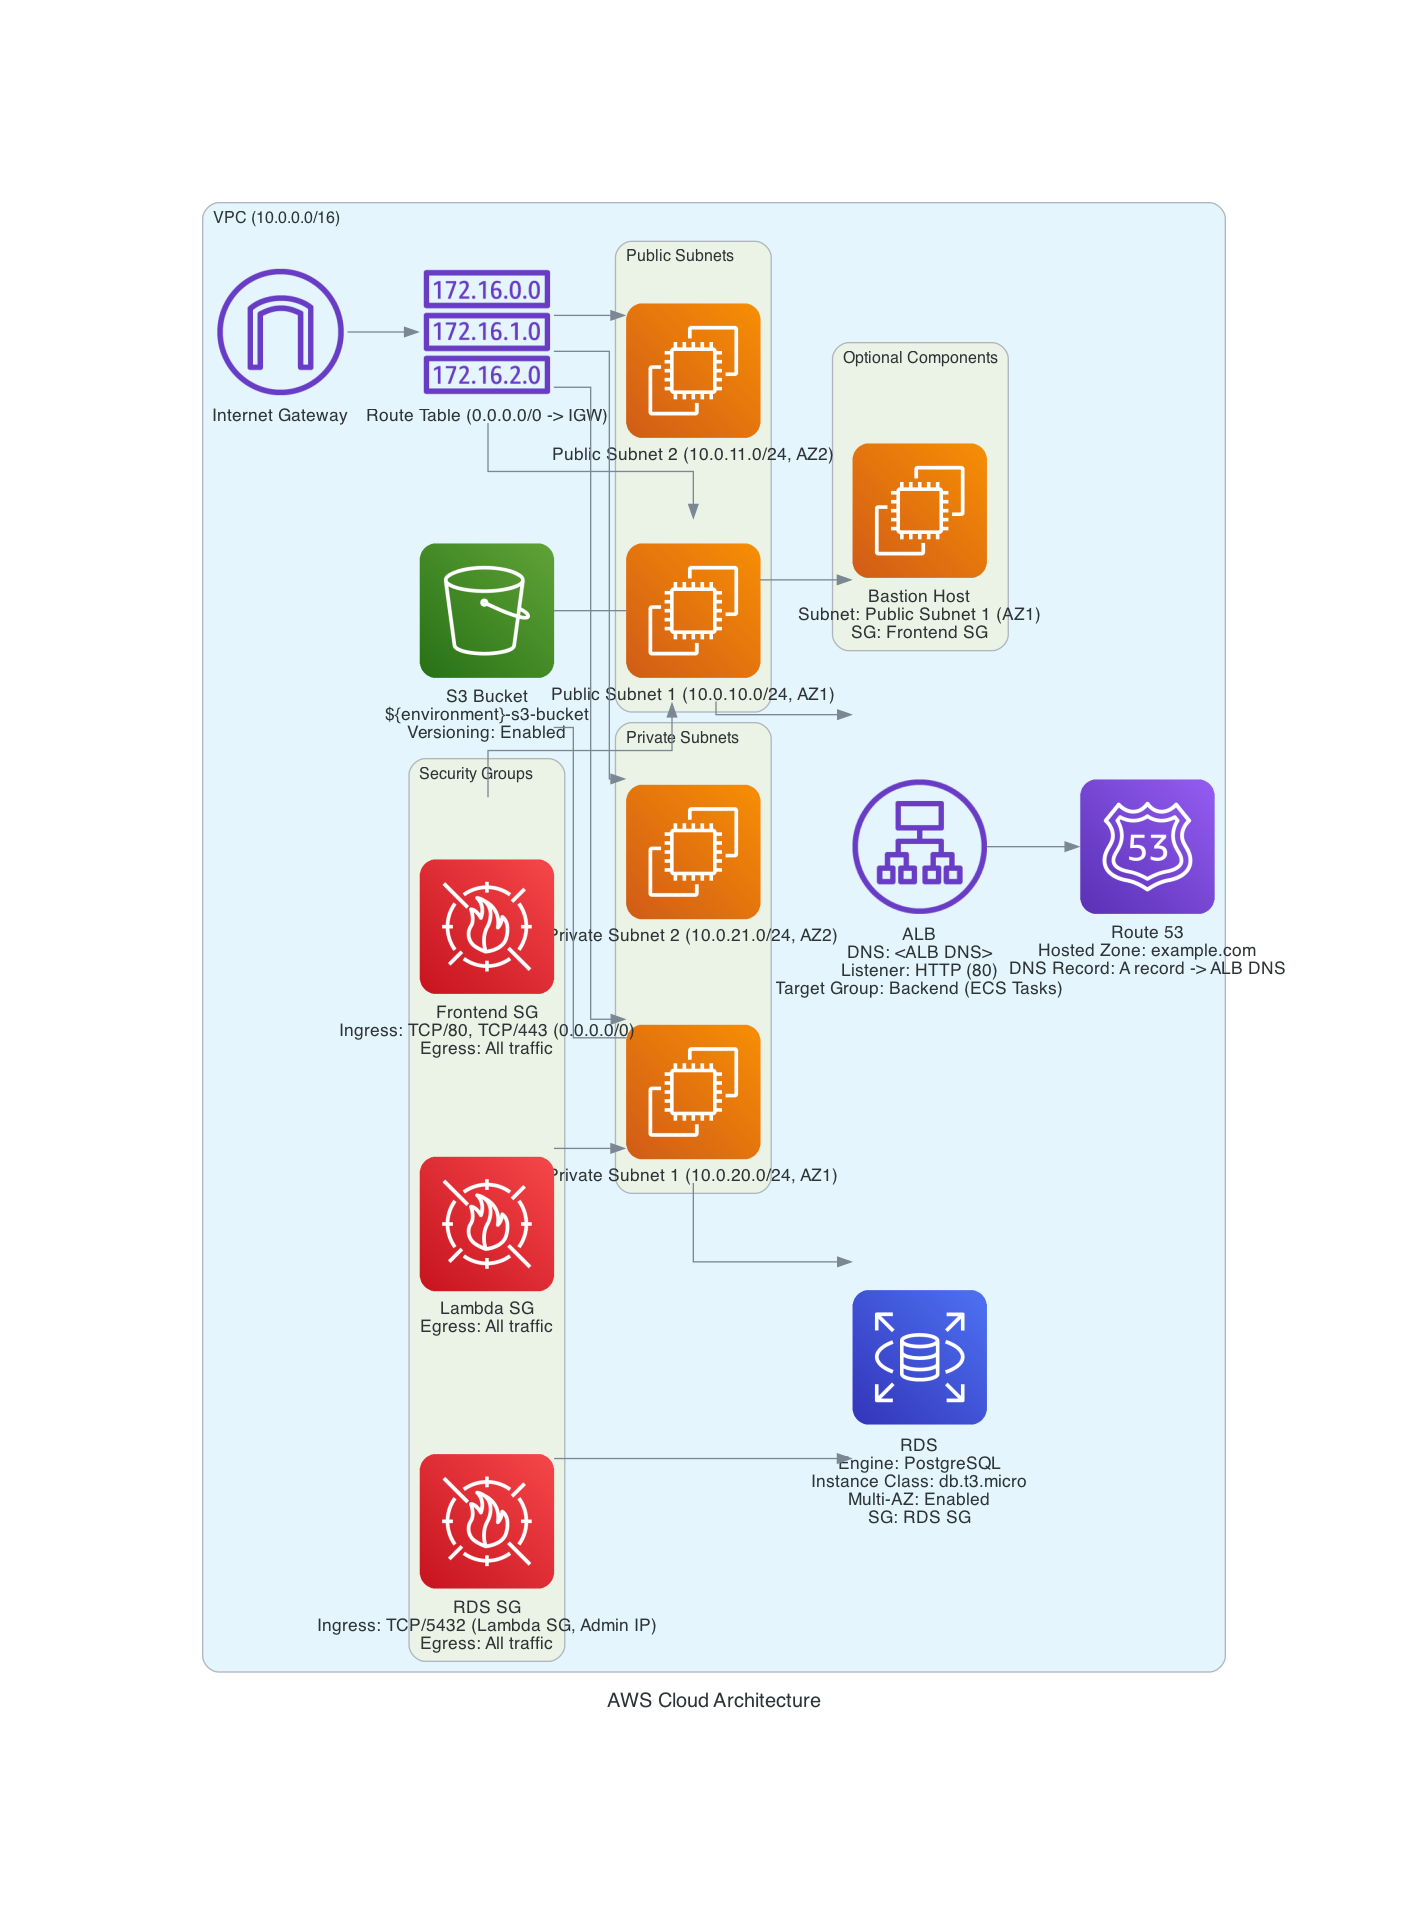 VPC (10.0.0.0/16)
Public Subnets
172.16.0.0
172.16.1.0
172.16.2.0
Internet Gateway
Route Table (0.0.0.0/0 -> IGW)
Public Subnet 2 (10.0.11.0/24, AZ2)
Optional Components
Bastion Host
Subnet: Public Subnet 1 (AZ1)
SG: Frontend SG
S3 Bucket
${environment}-s3-bucket
Versioning: Enabled
Public Subnet 1 (10.0.10.0/24, AZ1)
Private Subnets
Security Groups
Private Subnet 2 (10.0.21.0/24, AZ2)
53
ALB
DNS: <ALB DNS>
Listener: HTTP (80)
Target Group: Backend (ECS Tasks)
Route 53
Hosted Zone: example.com
DNS Record: A record -> ALB DNS
Frontend SG
Ingress: TCP/80, TCP/443 (0.0.0.0/0)
Egress: All traffic
Private Subnet 1 (10.0.20.0/24, AZ1)
Lambda SG
Egress: All traffic
RDS
Engine: PostgreSQL
Instance Class: db.t3.micro
Multi-AZ: Enabled
SG: RDS SG
RDS SG
Ingress: TCP/5432 (Lambda SG, Admin IP)
Egress: All traffic
AWS Cloud Architecture